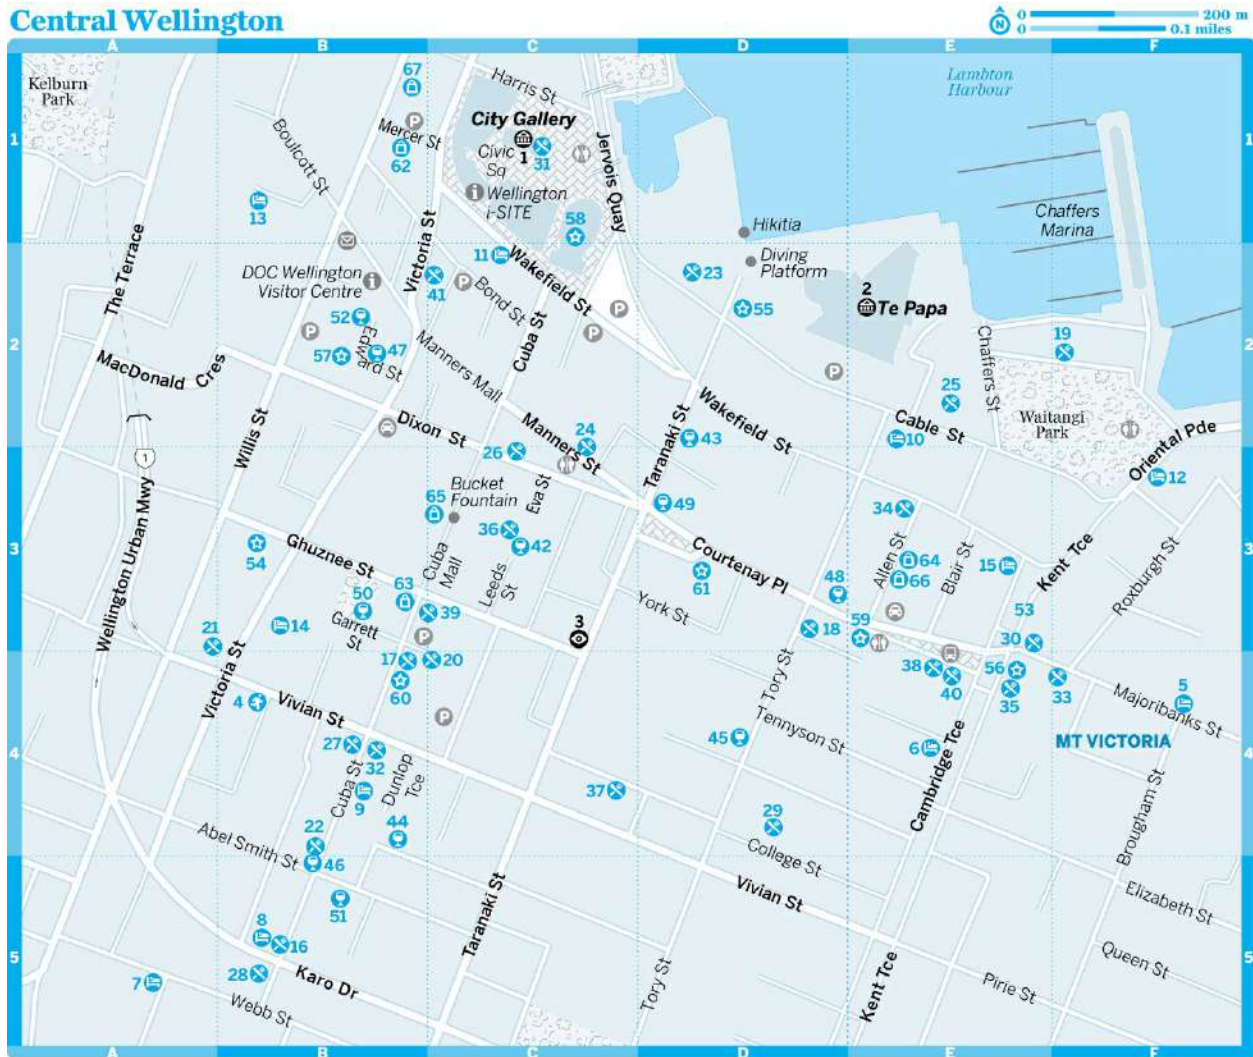 Central Wellington
N
0 200 m
0 0.1 miles
A B C D E F
1
Kelburn
Park
67
Harris St
Lambton
Harbour
Boulcott St
P
Mercer St
62
City Gallery
1
31
Civic
Sq
i
Wellington
i-SITE
Jervois Quay
1
13
58
Hikitia
Chaffers
Marina
The Terrace
Victoria St
11
Wakefield St
Diving
Platform
DOC Wellington
Visitor Centre
i
41
P
Bond St
23
55
2
Te Papa
2
52
P
Edward St
57
47
Cuba St
P
P
19
2
MacDonald Cres
Manners Mall
P
25
Chaffers St
Waitangi
Park
Willis St
Dixon St
24
Manners St
26
Taranaki St
43
Wakefield St
10
Cable St
Oriental Pde
12
1
Wellington Urban Mwy
65
Bucket
Fountain
Eva St
36
42
49
34
3
54
Ghuznee St
Cuba
Mall
Leeds
St
Courtenay Pl
61
48
Allen St
64
66
Blair St
15
Kent Tce
Roxburgh St
3
50
63
39
Garrett
St
14
21
P
3
York St
18
59
53
30
Victoria St
17
20
60
4
P
Tory St
38
40
56
35
33
5
Majoribanks St
4
Vivian St
27
32
Cuba St
9
Dunlop
Tce
45
Tennyson St
6
Cambridge Tce
MT VICTORIA
4
37
29
22
44
Abel Smith St
46
College St
Brougham St
51
Taranaki St
Vivian St
Elizabeth St
5
8
16
28
7
Karo Dr
Webb St
Tory St
Kent Tce
Pirie St
Queen St
5
A B C D E F